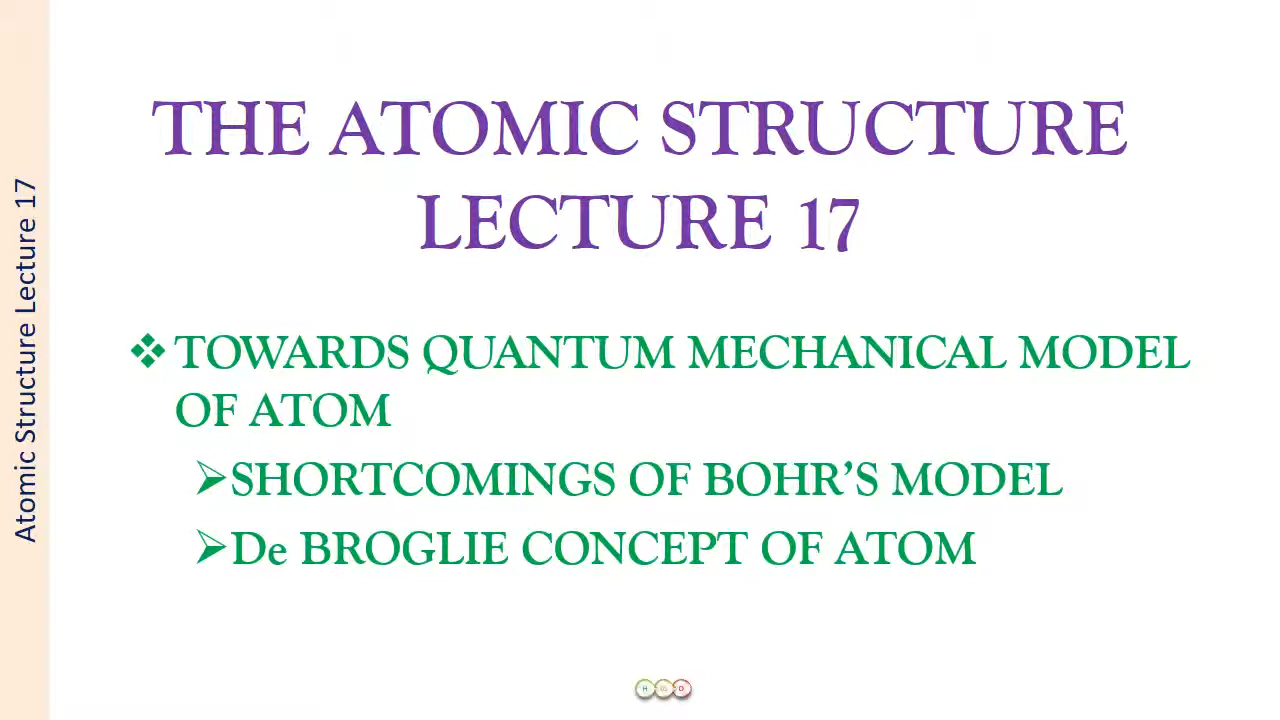 THE ATOMIC STRUCTURE
LECTURE 17
TOWARDS QUANTUM MECHANICAL MODEL
OF ATOM
SHORTCOMINGS OF BOHR’S MODEL
De BROGLIE CONCEPT OF ATOM
Atomic Structure Lecture 17
H
D